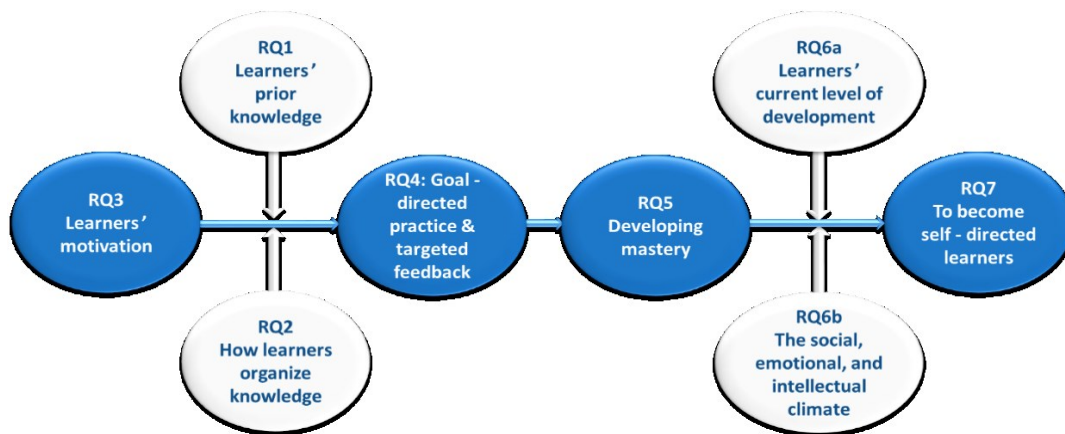 RQ1
Learners’
prior
knowledge
RQ6a
Learners’
current level of
development
RQ3
Learners’
motivation
RQ4: Goal -
directed
practice &
targeted
feedback
RQ5
Developing
mastery
RQ7
To become
self - directed
learners
RQ2
How learners
organize
knowledge
RQ6b
The social,
emotional, and
intellectual
climate